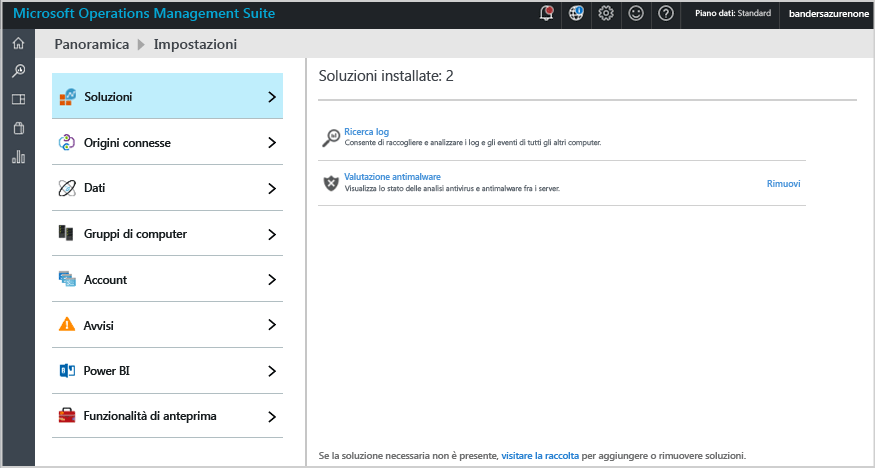 Microsoft Operations Management Suite
Piano dati: Standard
bandersazurenone
Panoramica Impostazioni
Soluzioni
Origini connesse
Dati
Gruppi di computer
Account
Avvisi
Power BI
Funzionalità di anteprima
Soluzioni installate: 2
Ricerca log
Consente di raccogliere e analizzare i log e gli eventi di tutti gli altri computer.
Valutazione antimalware
Visualizza lo stato delle analisi antivirus e antimalware fra i server.
Rimuovi
Se la soluzione necessaria non è presente, visitare la raccolta per aggiungere o rimuovere soluzioni.